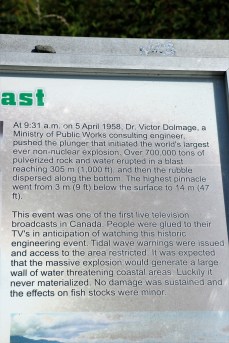 ast
At 9:31 a.m. on 5 April 1958, Dr. Victor Dolmage, a
Ministry of Public Works consulting engineer,
pushed the plunger that initiated the world's largest
ever non-nuclear explosion. Over 700,000 tons of
pulverized rock and water erupted in a blast
reaching 305 m (1,000 ft), and then the rubble
dispersed along the bottom. The highest pinnacle
went from 3 m (9 ft) below the surface to 14 m (47
ft).
This event was one of the first live television
broadcasts in Canada. People were glued to their
TV's in anticipation of watching this historic
engineering event. Tidal wave warnings were issued
and access to the area restricted. It was expected
that the massive explosion would generate a large
wall of water threatening coastal areas. Luckily it
never materialized. No damage was sustained and
the effects on fish stocks were minor.